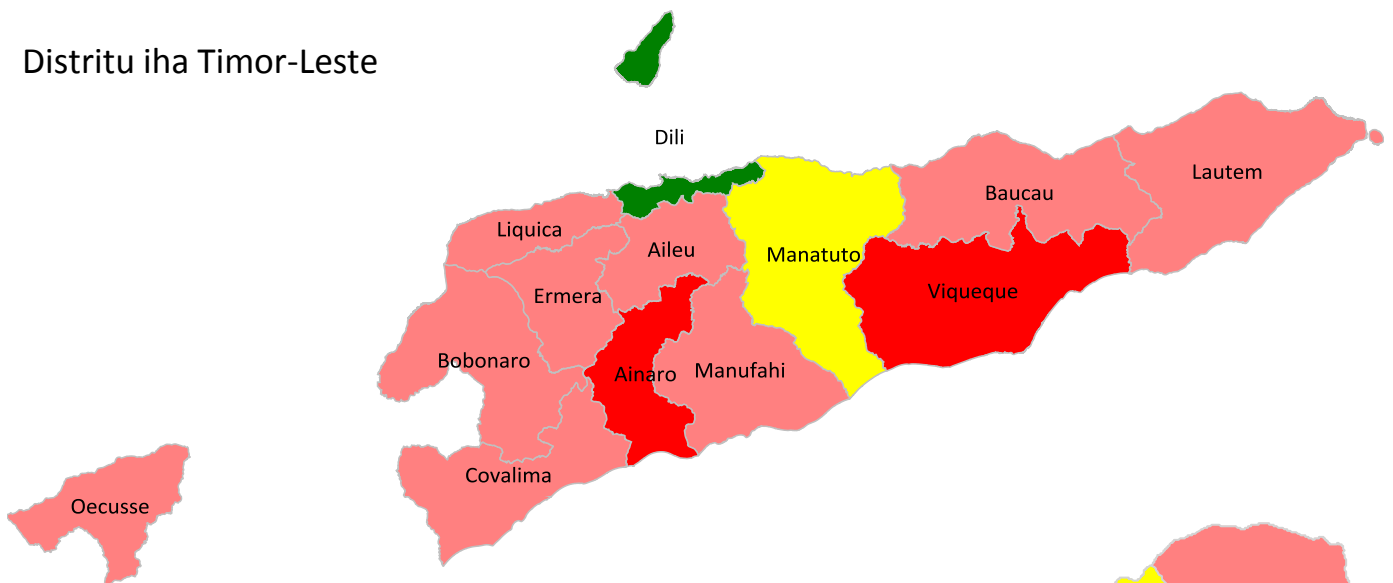 Distritu iha Timor-Leste
Dili
Lautem
Baucau
Liquica
Aileu
Manatuto
Ermera
Viqueque
Bobonaro
Ainaro
Manufahi
Covalima
Oecusse